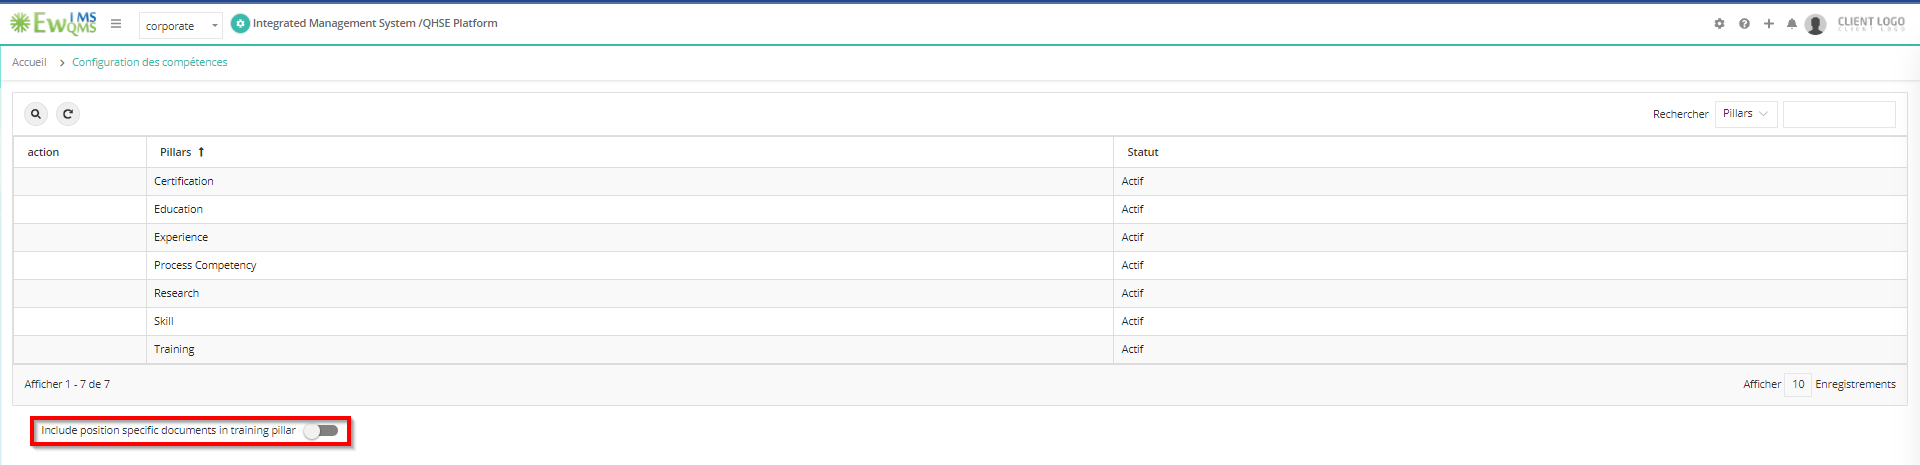 EwIMS QMS corporate Integrated Management System /QHSE Platform CLIENT LOGO
CLIENT LOGO
Accueil > Configuration des compétences
Rechercher Pillars
action Pillars ↑ Statut
Certification Actif
Education Actif
Experience Actif
Process Competency Actif
Research Actif
Skill Actif
Training Actif
Afficher 1 - 7 de 7 Afficher 10 Enregistrements
Include position specific documents in training pillar